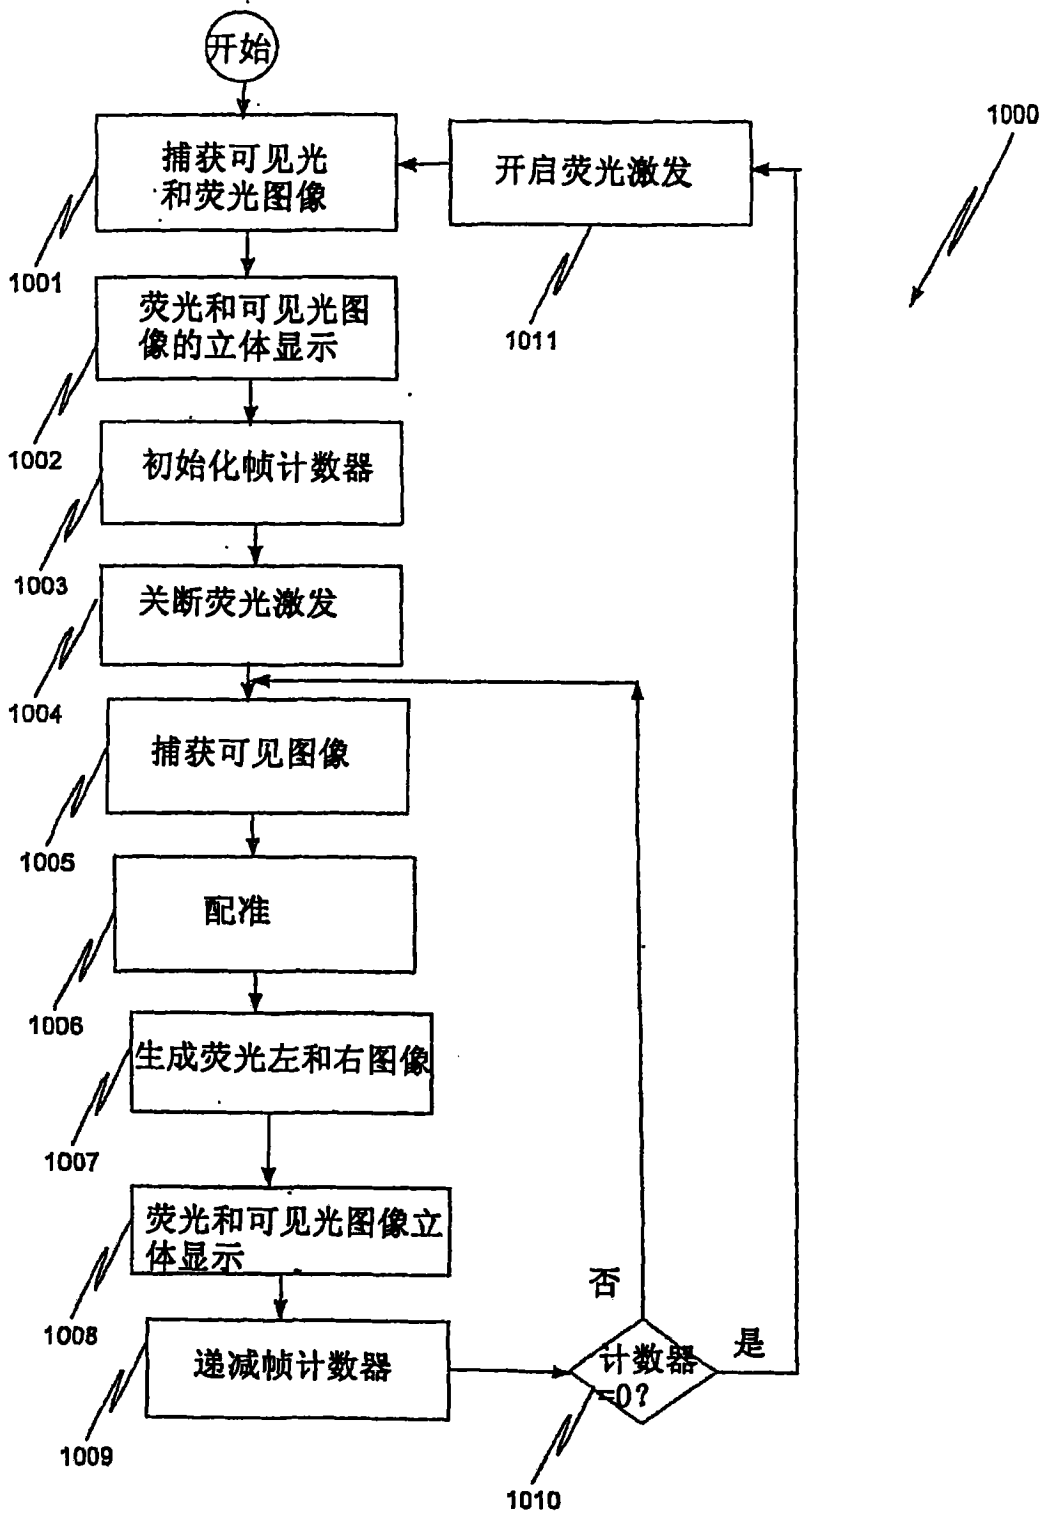 开始
1000
捕获可见光
和荧光图像
开启荧光激发
1001
1011
荧光和可见光图
像的立体显示
1002
初始化帧计数器
1003
关断荧光激发
1004
捕获可见图像
1005
配准
1006
生成荧光左和右图像
1007
荧光和可见光图像立
体显示
1008
否
是
递减帧计数器
计数器
=0?
1009
1010